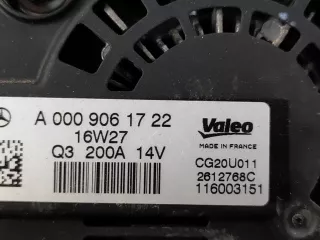 A 000 906 17 22
16W27
Q3 200A 14V
Valeo
MADE IN FRANCE
CG20U011
2612768C
116003151